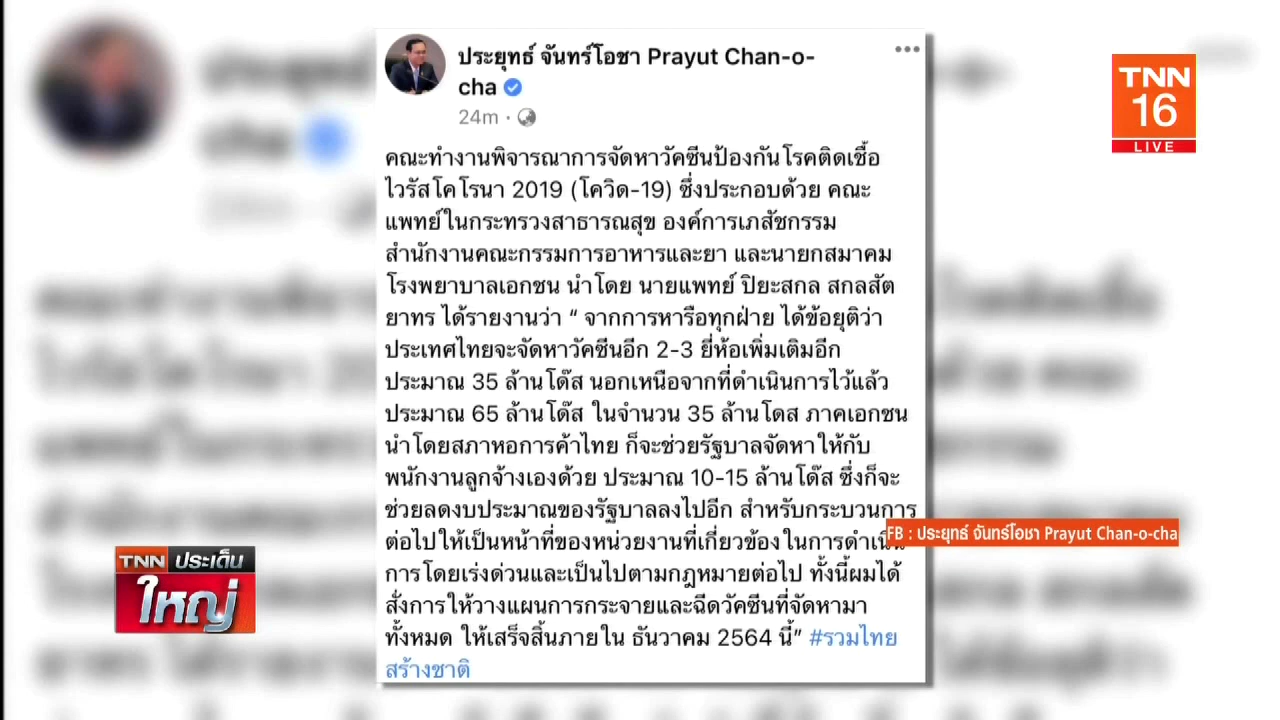 ประยุทธ์ จันทร์โอชา Prayut Chan-o-
cha
24m
คณะทำงานพิจารณาการจัดหาวัคซีนป้องกันโรคติดเชื้อ
ไวรัสโคโรนา 2019 (โควิด-19) ซึ่งประกอบด้วย คณะ
แพทย์ในกระทรวงสาธารณสุข องค์การเภสัชกรรม
สำนักงานคณะกรรมการอาหารและยา และนายกสมาคม
โรงพยาบาลเอกชน นำโดย นายแพทย์ ปิยะสกล สกลสัต
ยาทร ได้รายงานว่า “ จากการหารือทุกฝ่าย ได้ข้อยุติว่า
ประเทศไทยจะจัดหาวัคซีนอีก 2-3 ยี่ห้อเพิ่มเติมอีก
ประมาณ 35 ล้านโด๊ส นอกเหนือจากที่ดำเนินการไว้แล้ว
ประมาณ 65 ล้านโด๊ส ในจำนวน 35 ล้านโดส ภาคเอกชน
นำโดยสภาหอการค้าไทย ก็จะช่วยรัฐบาลจัดหาให้กับ
พนักงานลูกจ้างเองด้วย ประมาณ 10-15 ล้านโด๊ส ซึ่งก็จะ
ช่วยลดงบประมาณของรัฐบาลลงไปอีก สำหรับกระบวนการ
ต่อไปให้เป็นหน้าที่ของหน่วยงานที่เกี่ยวข้องในการดำเนิน
การโดยเร่งด่วนและเป็นไปตามกฎหมายต่อไป ทั้งนี้ผมได้
สั่งการให้วางแผนการกระจายและฉีดวัคซีนที่จัดหามา
ทั้งหมด ให้เสร็จสิ้นภายใน ธันวาคม 2564 นี้” #รวมไทย
สร้างชาติ
TNN
16
LIVE
FB : ประยุทธ์ จันทร์โอชา Prayut Chan-o-cha
TNN ประเด็น
ใหญ่